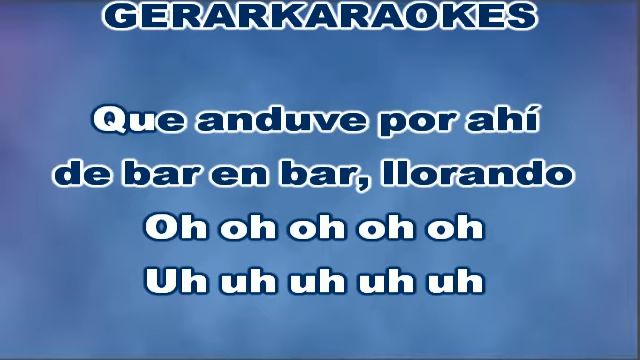 GERARKARAOKES
Que anduve por ahí
de bar en bar, llorando
Oh oh oh oh oh
Uh uh uh uh uh